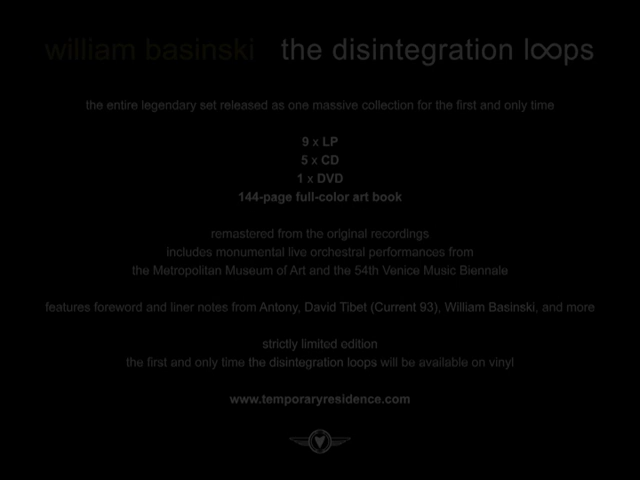 william basinski the disintegration l∞ps
the entire legendary set released as one massive collection for the first and only time
9 x LP
5 x CD
1 x DVD
144-page full-color art book
remastered from the original recordings
includes monumental live orchestral performances from
the Metropolitan Museum of Art and the 54th Venice Music Biennale
features foreword and liner notes from Antony, David Tibet (Current 93), William Basinski, and more
strictly limited edition
the first and only time the disintegration loops will be available on vinyl
www.temporaryresidence.com